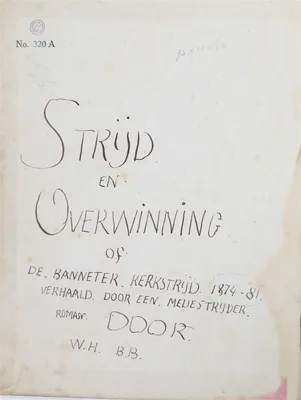 No. 320 A
STRIJD
EN
OVERWINNING
OF
DE. BANNETER. KERKSTRIJD. 1874-81.
VERHAALD. DOOR EEN. MEDESTRIJDER.
ROMAN. DOOR.
W.H. B.B.